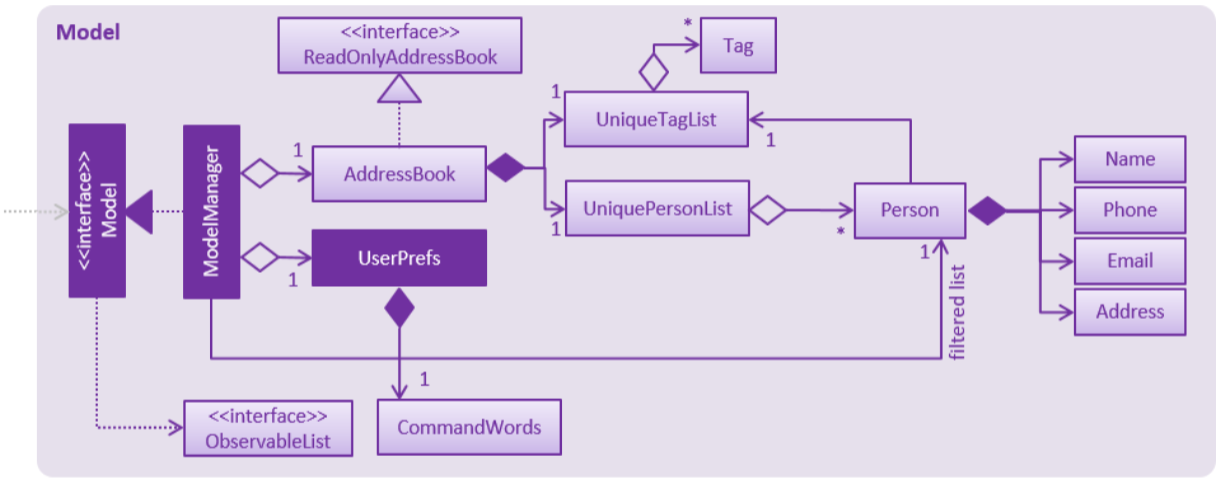 Model
<<interface>>
ReadOnlyAddressBook
*
Tag
1
UniqueTagList
1
<<interface>>
Model
ModelManager
1
AddressBook
UniquePersonList
1
Person
*
1
Name
Phone
Email
Address
1
UserPrefs
filtered list
1
CommandWords
<<interface>>
ObservableList